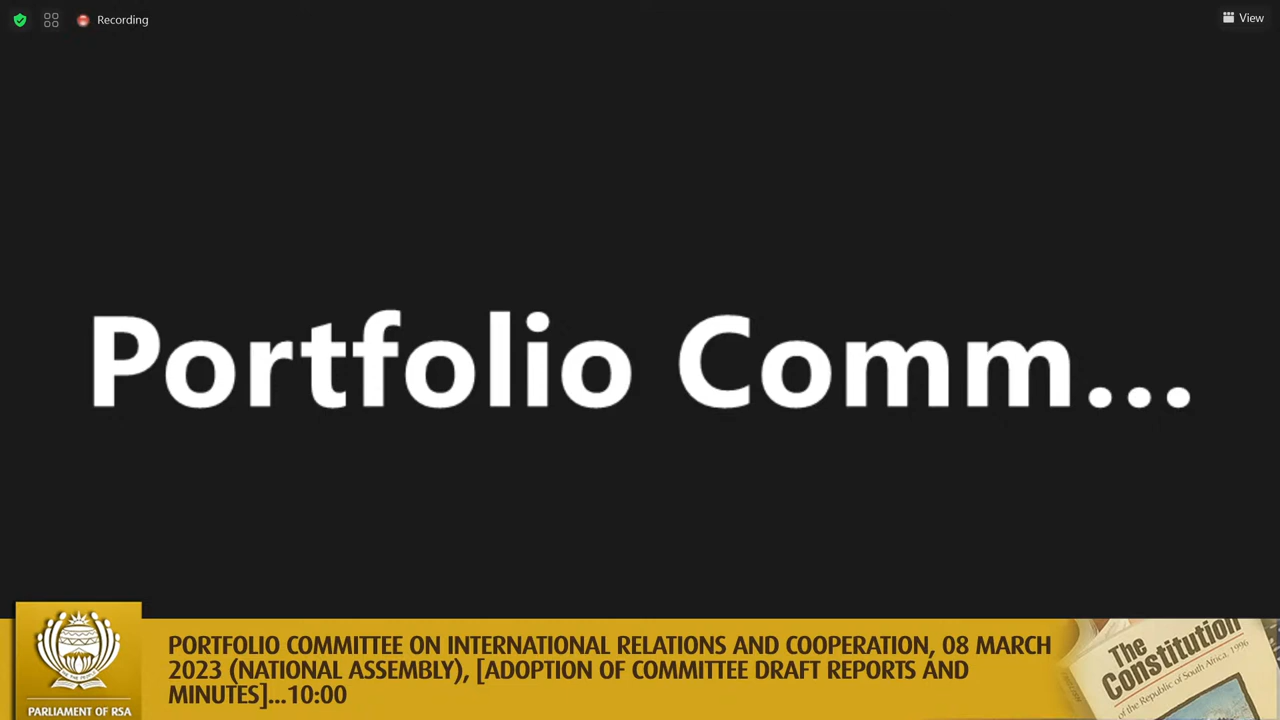 Recording
View
Portfolio Comm...
PORTFOLIO COMMITTEE ON INTERNATIONAL RELATIONS AND COOPERATION, 08 MARCH
2023 (NATIONAL ASSEMBLY), [ADOPTION OF COMMITTEE DRAFT REPORTS AND
MINUTES]...10:00
PARLIAMENT OF RSA
The
Constitution
of the Republic of South Africa, 1996